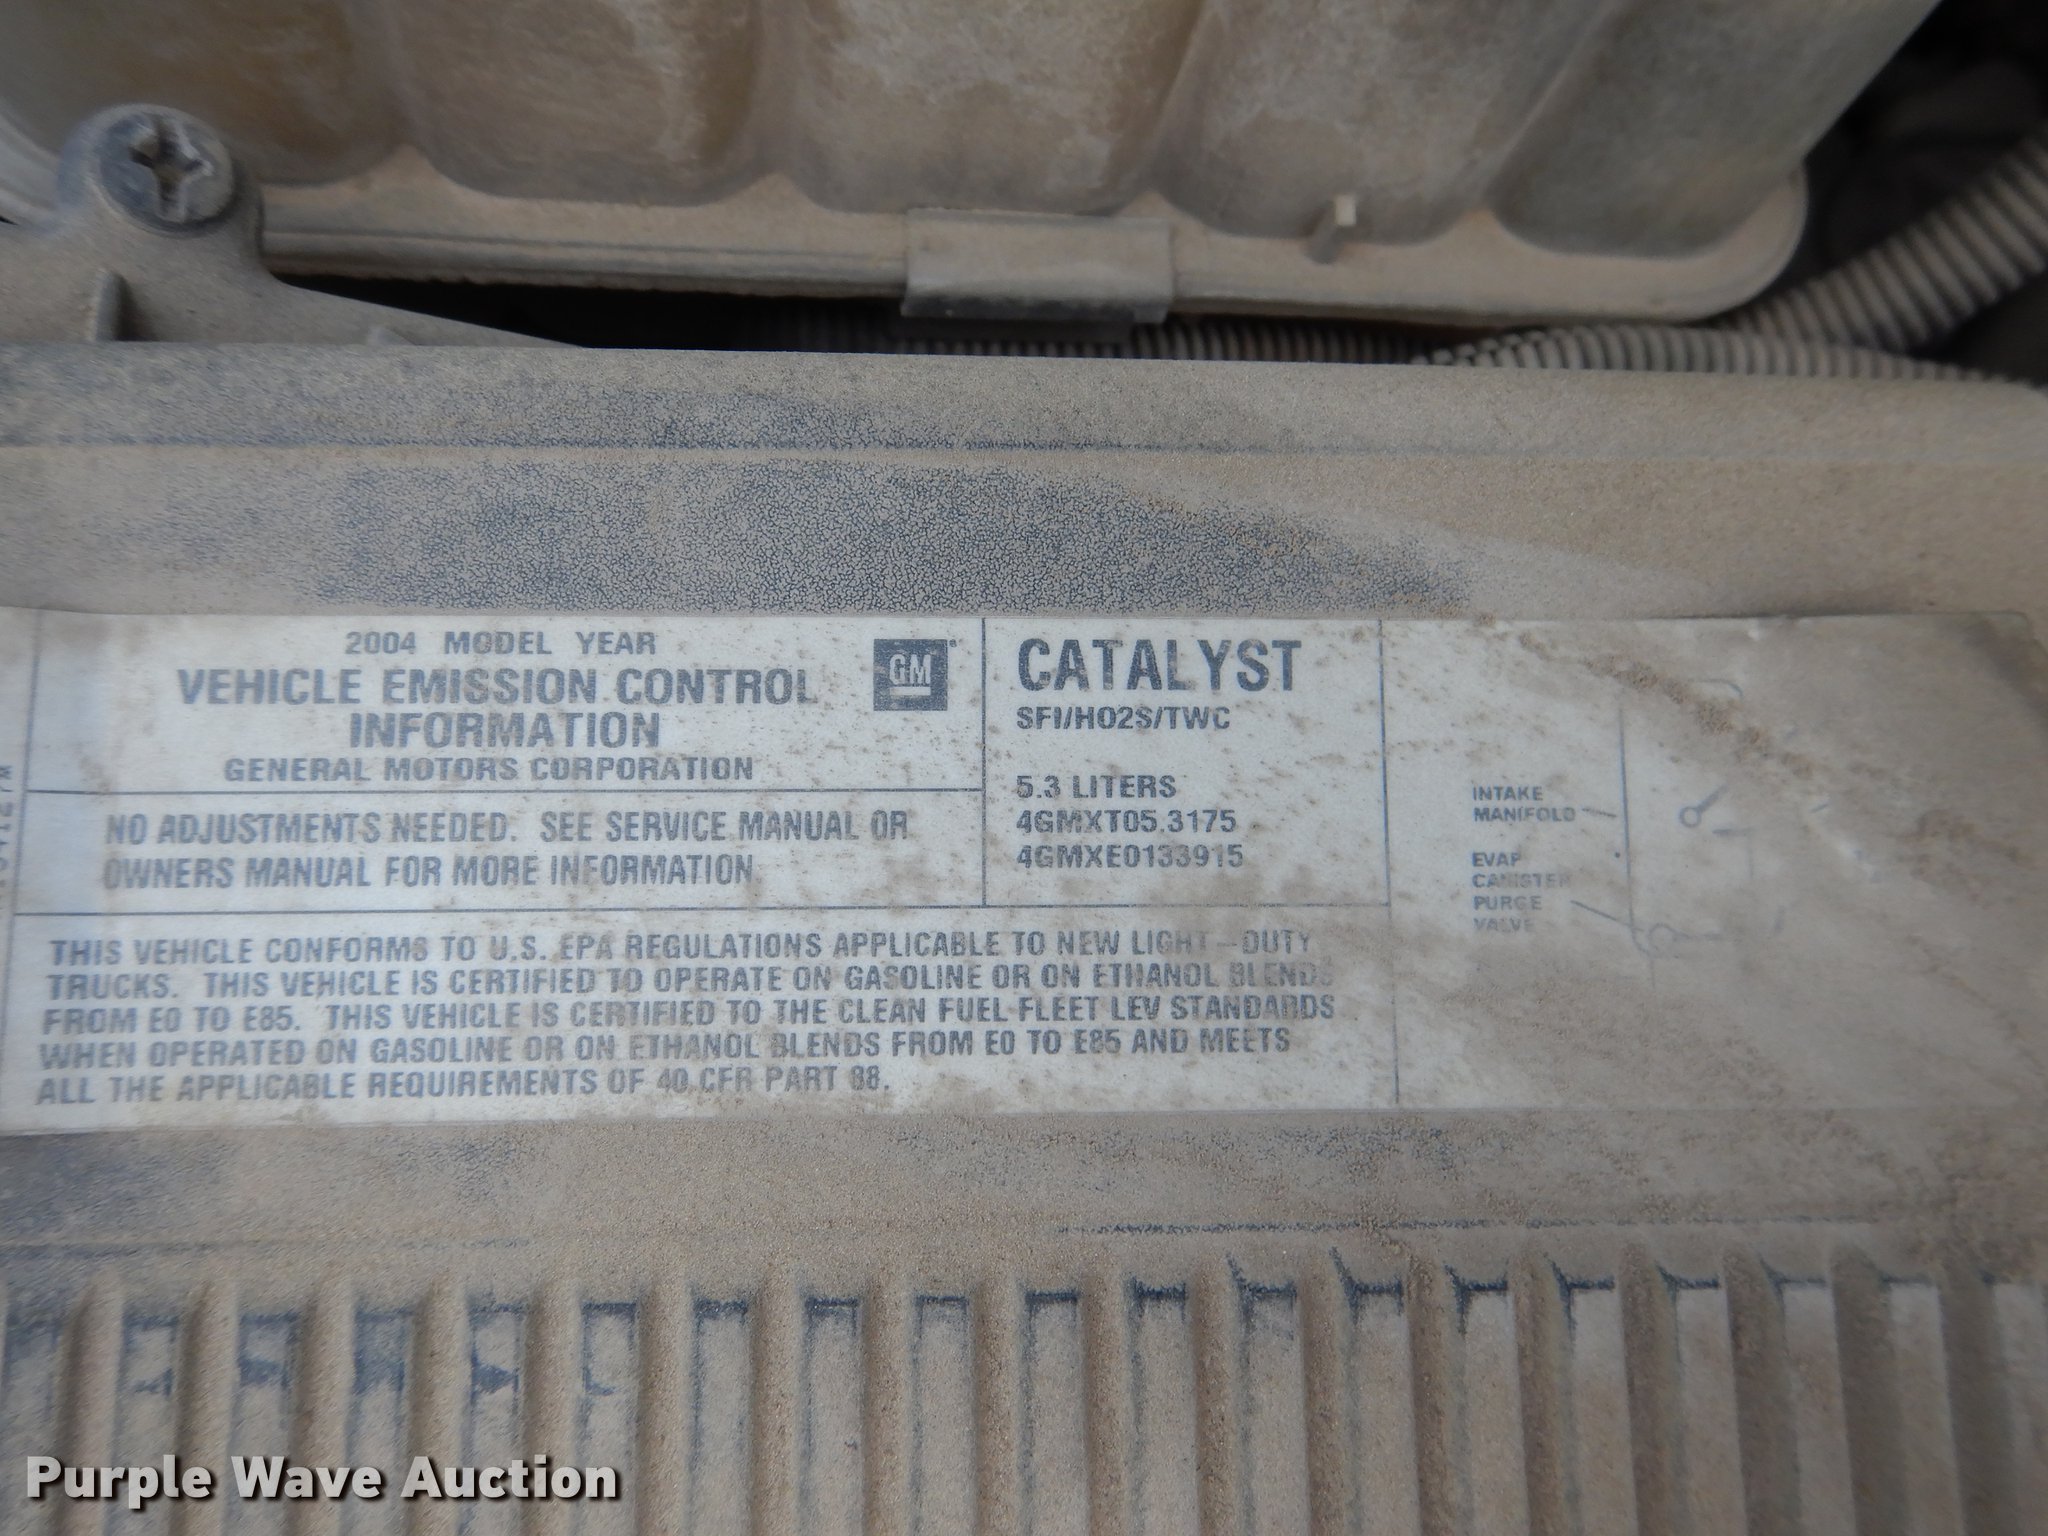 2004 MODEL YEAR
VEHICLE EMISSION CONTROL
INFORMATION
GENERAL MOTORS CORPORATION
GM
NO ADJUSTMENTS NEEDED. SEE SERVICE MANUAL OR
OWNERS MANUAL FOR MORE INFORMATION
CATALYST
SFI/HO2S/TWC
5.3 LITERS
4GMXT05.3175
4GMXE0133915
THIS VEHICLE CONFORMS TO U.S. EPA REGULATIONS APPLICABLE TO NEW LIGHT-DUTY
TRUCKS. THIS VEHICLE IS CERTIFIED TO OPERATE ON GASOLINE OR ON ETHANOL BLENDS
FROM E0 TO E85. THIS VEHICLE IS CERTIFIED TO THE CLEAN FUEL FLEET LEV STANDARDS
WHEN OPERATED ON GASOLINE OR ON ETHANOL BLENDS FROM E0 TO E85 AND MEETS
ALL THE APPLICABLE REQUIREMENTS OF 40 CFR PART 88.
INTAKE
MANIFOLD
EVAP
CANISTER
PURGE
VALVE
Purple Wave Auction